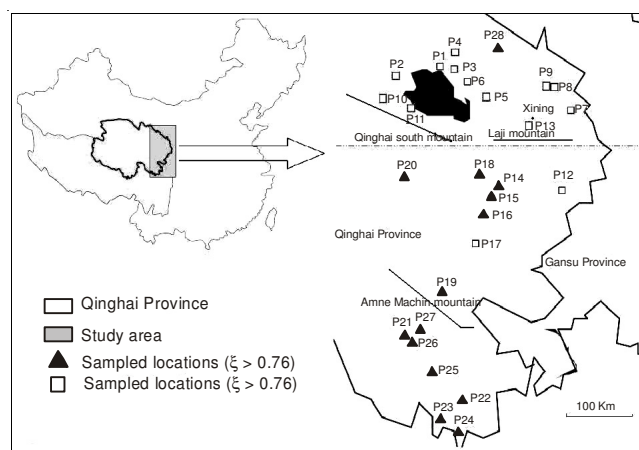 P28
P4
P1
P2
P3
P9
P6
P8
P10
P5
P7
P11
Xining
P13
Qinghai south mountain
Laji mountain
P20
P18
P14
P12
P15
P16
Qinghai Province
P17
Gansu Province
P19
Amne Machin mountain
P27
P21
P26
P25
P22
P23
P24
100 Km
Qinghai Province
Study area
Sampled locations (ξ > 0.76)
Sampled locations (ξ > 0.76)